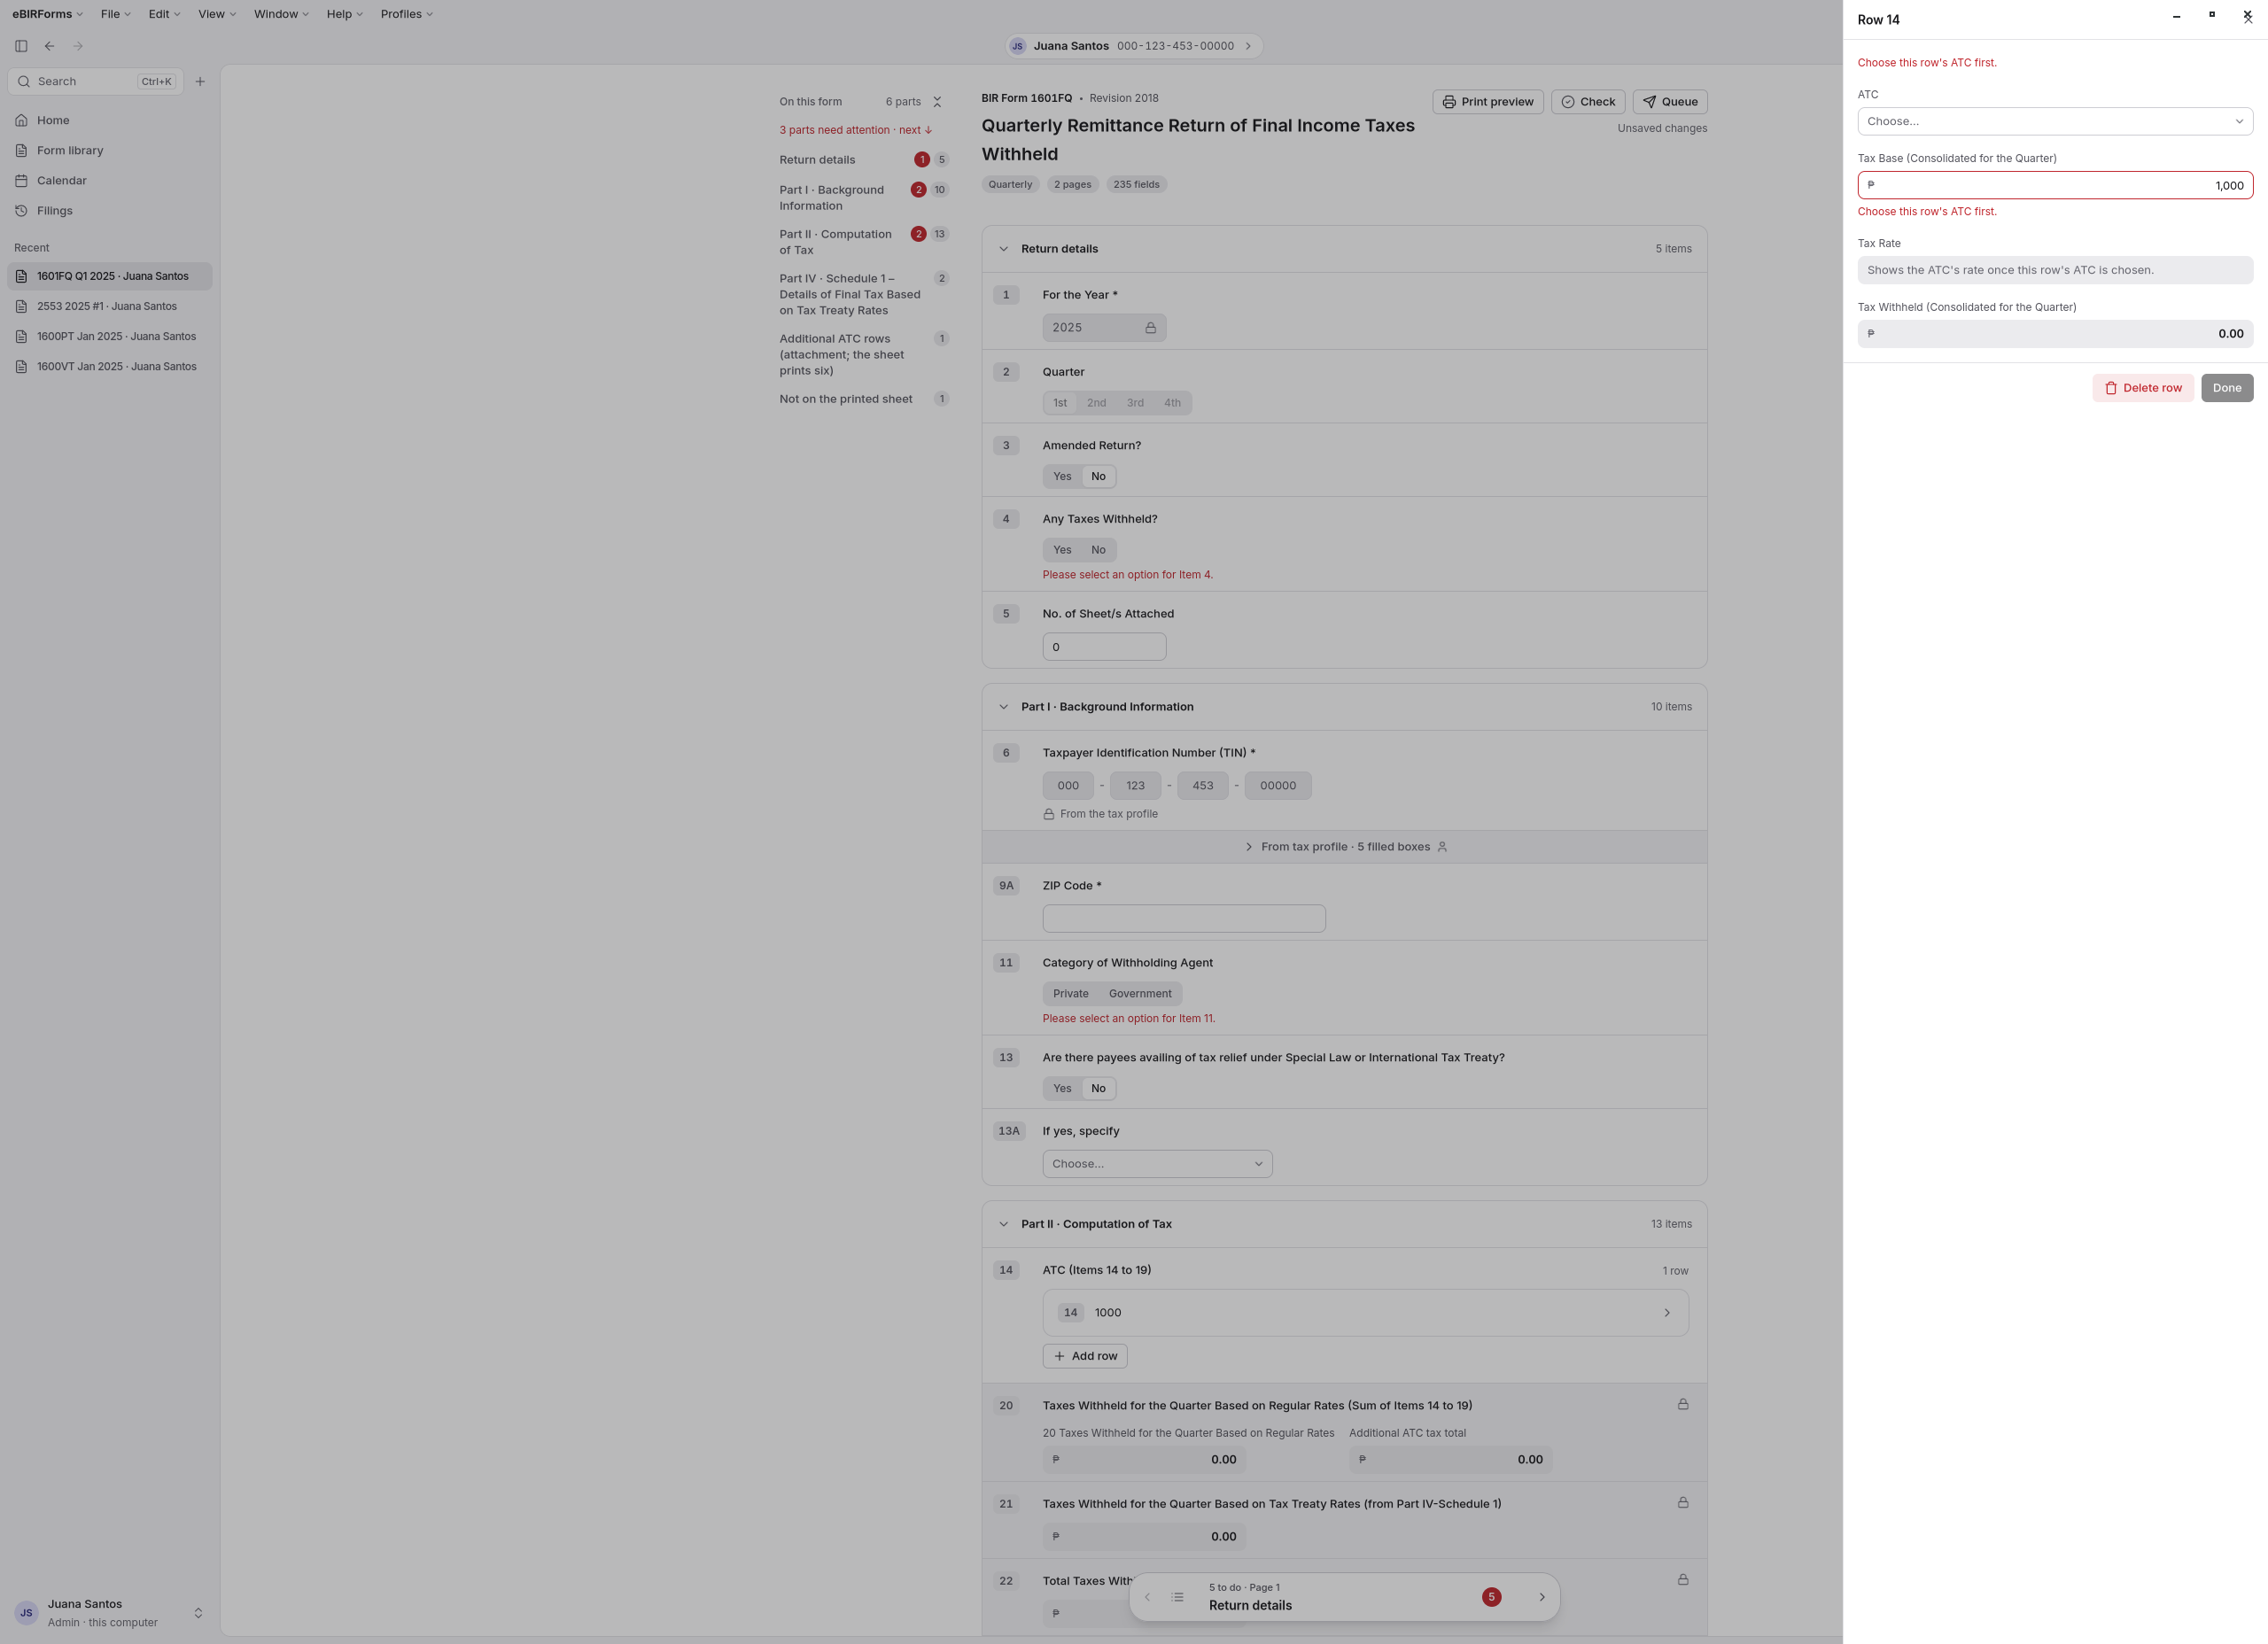 eBIRForms File Edit View Window Help Profiles
JS Juana Santos 000-123-453-00000
Search Ctrl+K
Home
Form library
Calendar
Filings
Recent
1601FQ Q1 2025 · Juana Santos
2553 2025 #1 · Juana Santos
1600PT Jan 2025 · Juana Santos
1600VT Jan 2025 · Juana Santos
JS Juana Santos
Admin · this computer
On this form 6 parts
3 parts need attention · next ↓
Return details 1 5
Part I · Background 2 10
Information
Part II · Computation 2 13
of Tax
Part IV · Schedule 1 – 2
Details of Final Tax Based
on Tax Treaty Rates
Additional ATC rows 1
(attachment; the sheet
prints six)
Not on the printed sheet 1
BIR Form 1601FQ • Revision 2018
Print preview Check Queue
Quarterly Remittance Return of Final Income Taxes
Withheld
Unsaved changes
Quarterly 2 pages 235 fields
Return details 5 items
1 For the Year *
2025
2 Quarter
1st 2nd 3rd 4th
3 Amended Return?
Yes No
4 Any Taxes Withheld?
Yes No
Please select an option for Item 4.
5 No. of Sheet/s Attached
0
Part I · Background Information 10 items
6 Taxpayer Identification Number (TIN) *
000 - 123 - 453 - 00000
From the tax profile
From tax profile · 5 filled boxes
9A ZIP Code *
11 Category of Withholding Agent
Private Government
Please select an option for Item 11.
13 Are there payees availing of tax relief under Special Law or International Tax Treaty?
Yes No
13A If yes, specify
Choose...
Part II · Computation of Tax 13 items
14 ATC (Items 14 to 19) 1 row
14 1000
Add row
20 Taxes Withheld for the Quarter Based on Regular Rates (Sum of Items 14 to 19)
20 Taxes Withheld for the Quarter Based on Regular Rates Additional ATC tax total
₱ 0.00 ₱ 0.00
21 Taxes Withheld for the Quarter Based on Tax Treaty Rates (from Part IV-Schedule 1)
₱ 0.00
22 Total Taxes With
₱
5 to do · Page 1
Return details 5
Row 14
Choose this row's ATC first.
ATC
Choose...
Tax Base (Consolidated for the Quarter)
₱ 1,000
Choose this row's ATC first.
Tax Rate
Shows the ATC's rate once this row's ATC is chosen.
Tax Withheld (Consolidated for the Quarter)
₱ 0.00
Delete row Done